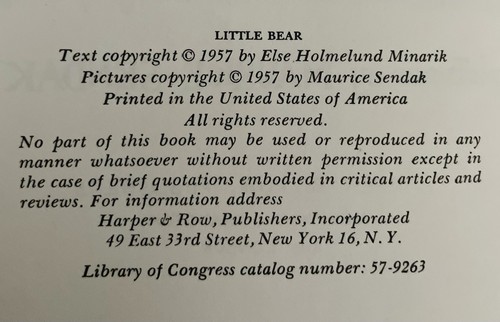 LITTLE BEAR
Text copyright © 1957 by Else Holmelund Minarik
Pictures copyright © 1957 by Maurice Sendak
Printed in the United States of America
All rights reserved.
No part of this book may be used or reproduced in any
manner whatsoever without written permission except in
the case of brief quotations embodied in critical articles and
reviews. For information address
Harper & Row, Publishers, Incorporated
49 East 33rd Street, New York 16, N. Y.
Library of Congress catalog number: 57-9263